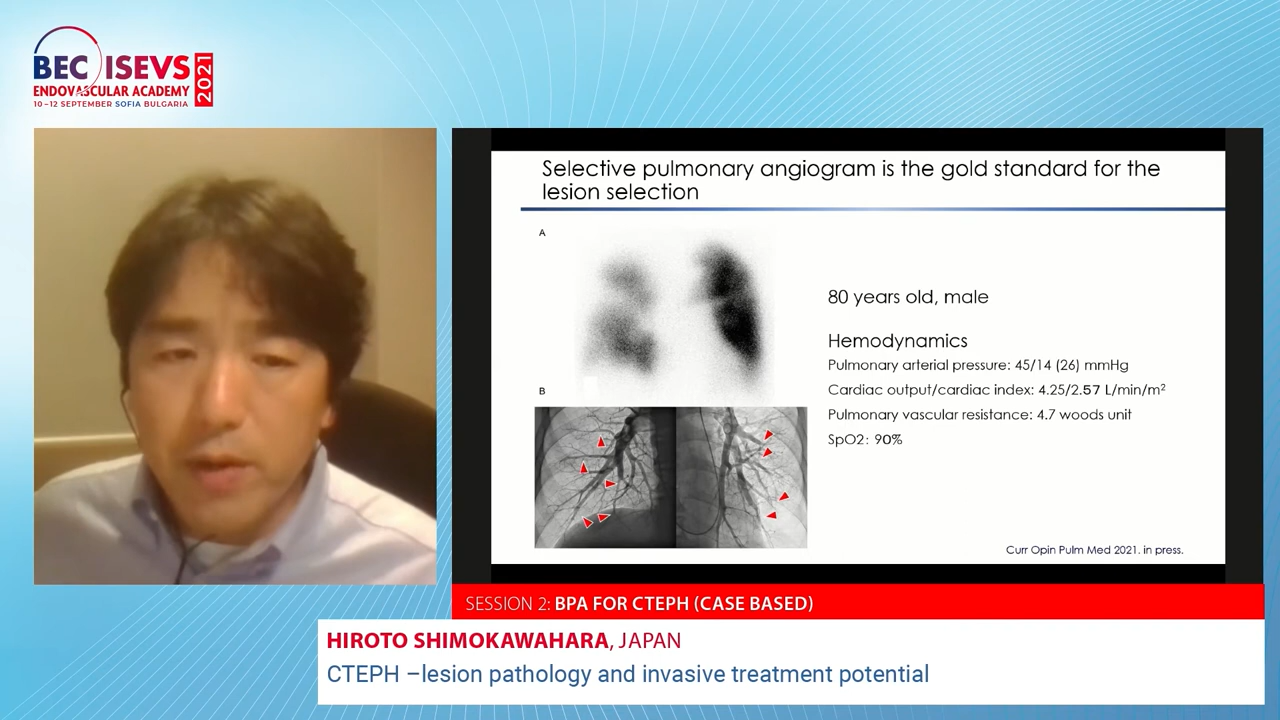 BEC ISEVS 2021
ENDOVASCULAR ACADEMY
10–12 SEPTEMBER SOFIA BULGARIA
Selective pulmonary angiogram is the gold standard for the
lesion selection
A
B
80 years old, male
Hemodynamics
Pulmonary arterial pressure: 45/14 (26) mmHg
Cardiac output/cardiac index: 4.25/2.57 L/min/m²
Pulmonary vascular resistance: 4.7 woods unit
SpO2: 90%
Curr Opin Pulm Med 2021. in press.
SESSION 2: BPA FOR CTEPH (CASE BASED)
HIROTO SHIMOKAWAHARA, JAPAN
CTEPH –lesion pathology and invasive treatment potential